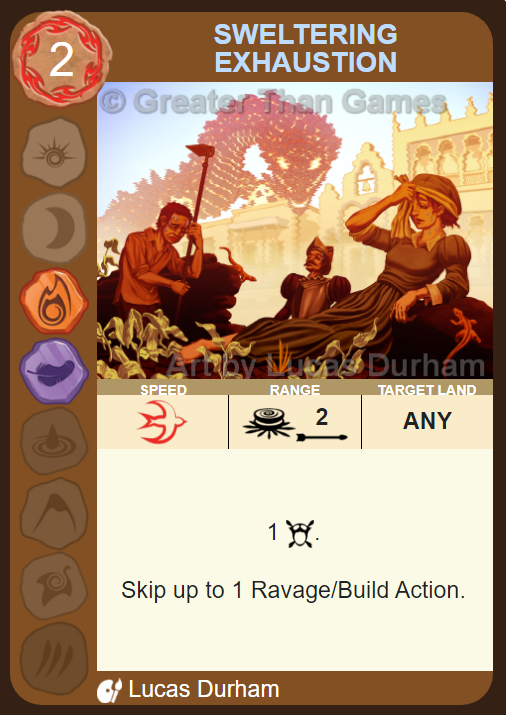 2
SWELTERING
EXHAUSTION
© Greater Than Games
Art by Lucas Durham
SPEED RANGE TARGET LAND
2 ANY
1 .
Skip up to 1 Ravage/Build Action.
Lucas Durham